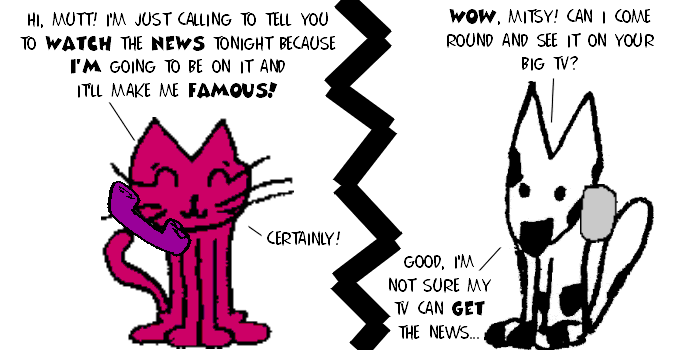 HI, MUTT! I'M JUST CALLING TO TELL YOU
TO WATCH THE NEWS TONIGHT BECAUSE
I'M GOING TO BE ON IT AND
IT'LL MAKE ME FAMOUS!
WOW, MITSY! CAN I COME
ROUND AND SEE IT ON YOUR
BIG TV?
CERTAINLY!
GOOD, I'M
NOT SURE MY
TV CAN GET
THE NEWS...